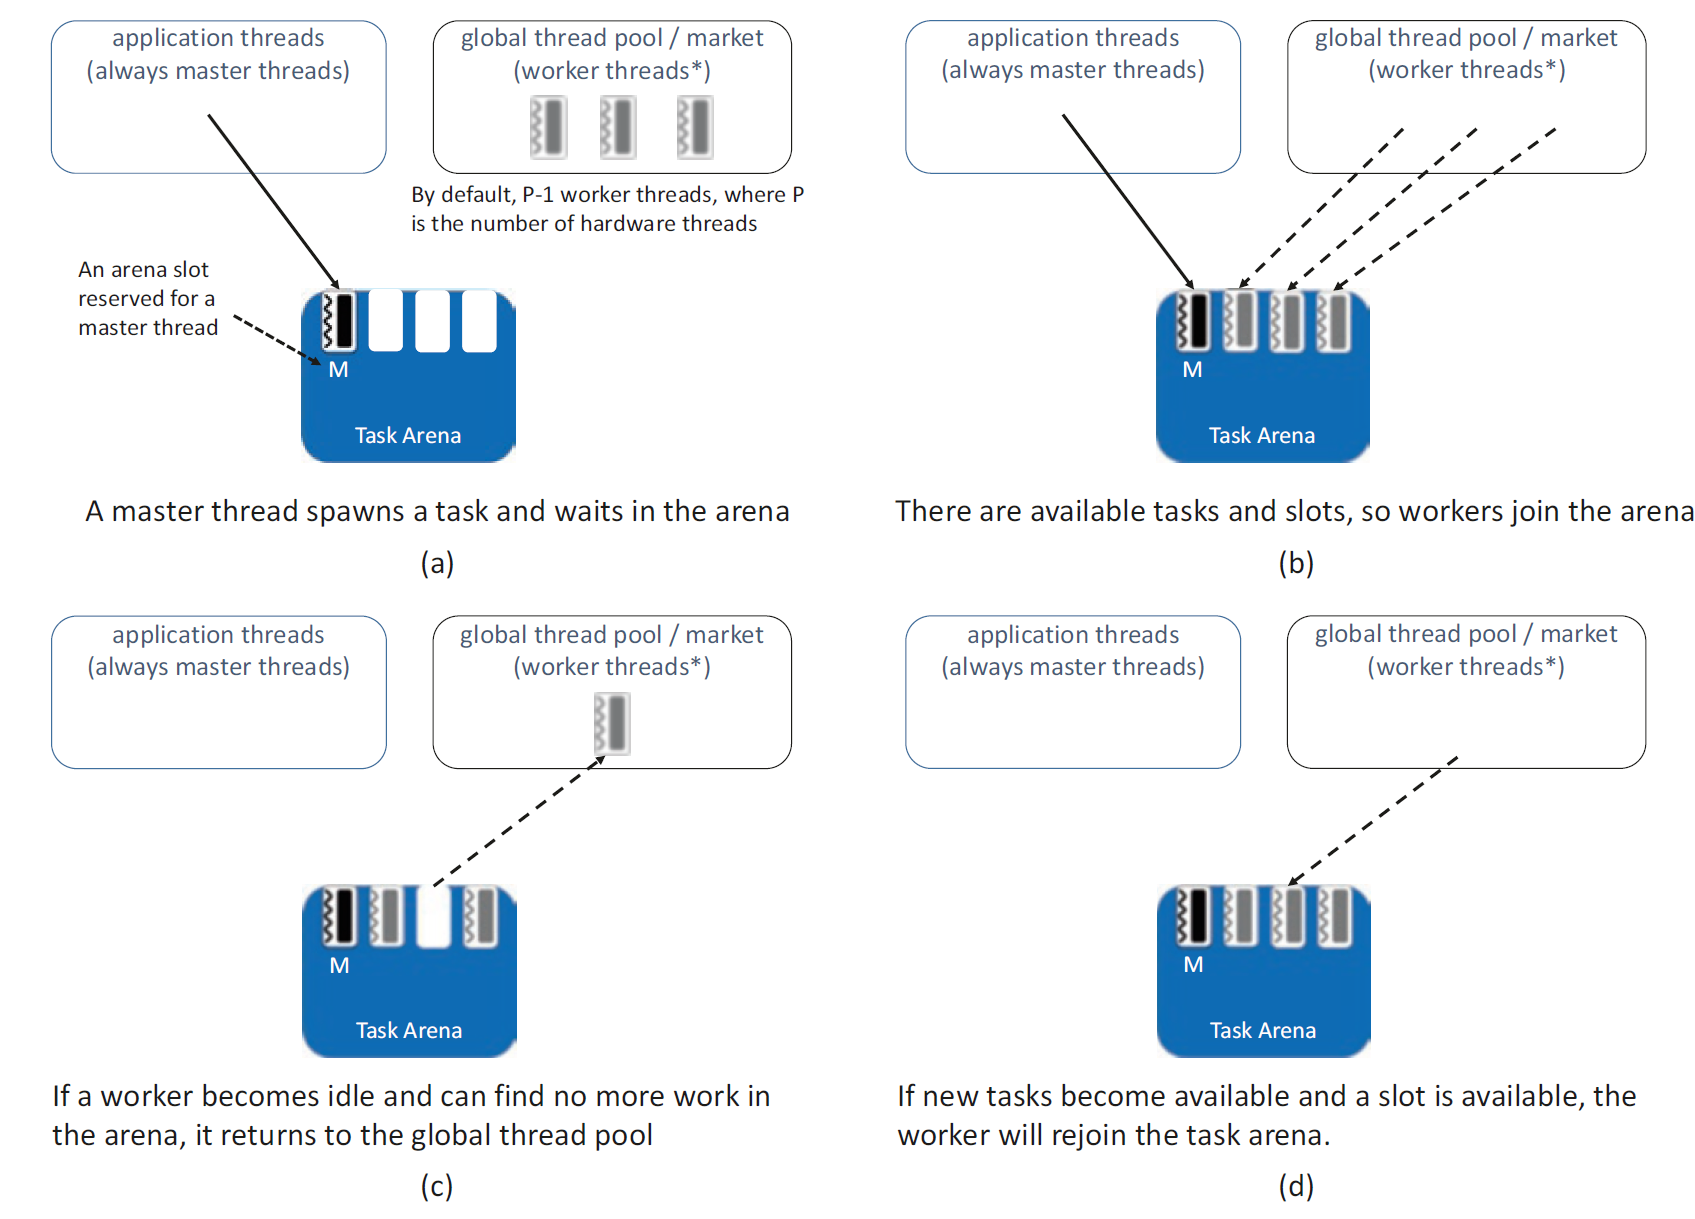 application threads
(always master threads)
global thread pool / market
(worker threads*)
By default, P-1 worker threads, where P
is the number of hardware threads
An arena slot
reserved for a
master thread
M
Task Arena
A master thread spawns a task and waits in the arena
(a)
application threads
(always master threads)
global thread pool / market
(worker threads*)
M
Task Arena
There are available tasks and slots, so workers join the arena
(b)
application threads
(always master threads)
global thread pool / market
(worker threads*)
M
Task Arena
If a worker becomes idle and can find no more work in
the arena, it returns to the global thread pool
(c)
application threads
(always master threads)
global thread pool / market
(worker threads*)
M
Task Arena
If new tasks become available and a slot is available, the
worker will rejoin the task arena.
(d)